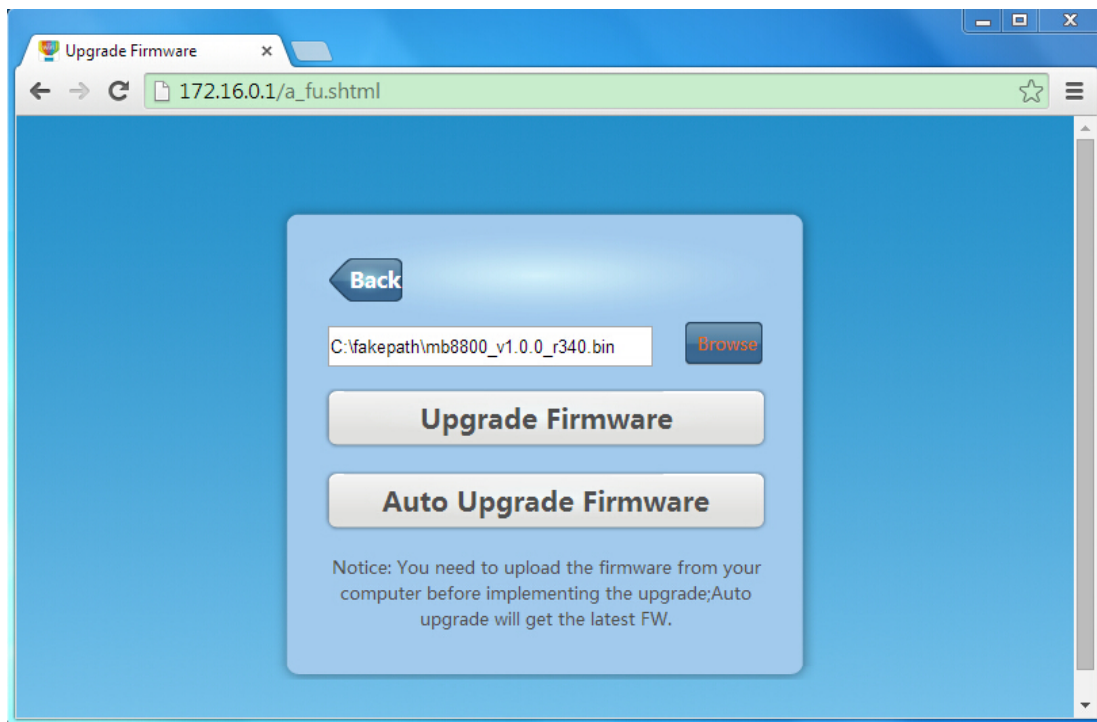 Upgrade Firmware
172.16.0.1/a_fu.shtml
Back
C:\fakepath\mb8800_v1.0.0_r340.bin
Browse
Upgrade Firmware
Auto Upgrade Firmware
Notice: You need to upload the firmware from your
computer before implementing the upgrade;Auto
upgrade will get the latest FW.